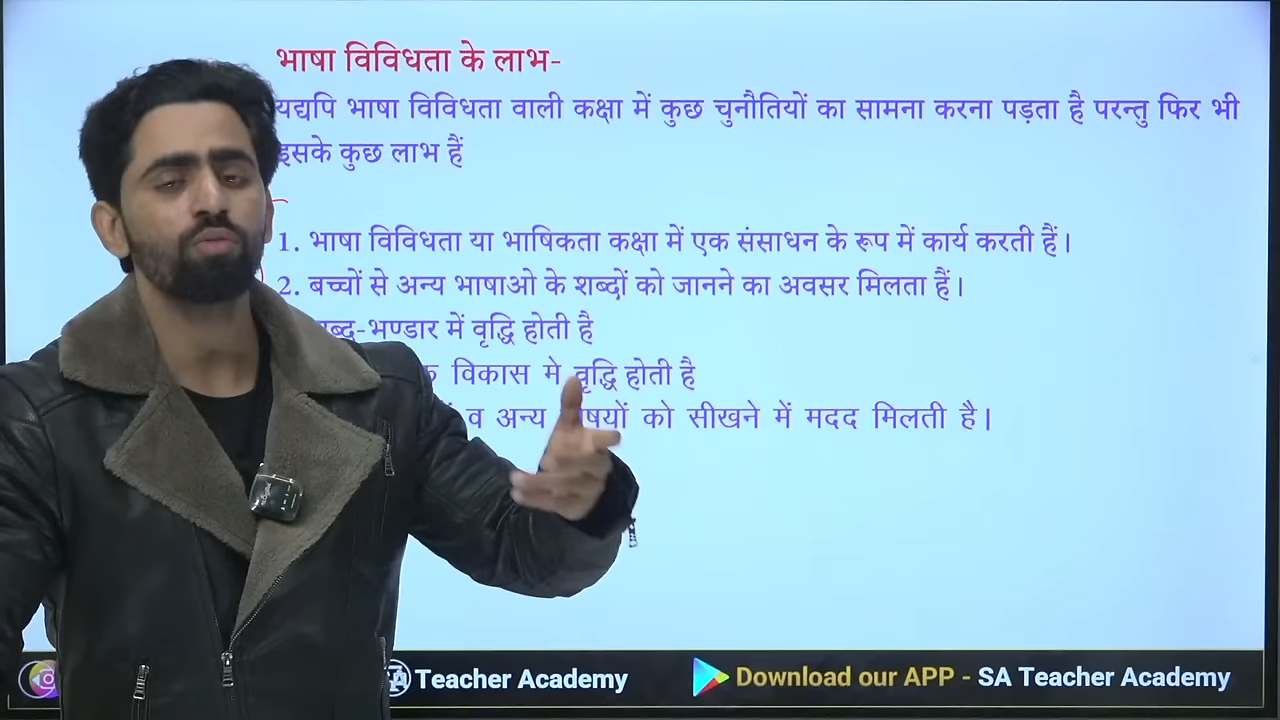 भाषा विविधता के लाभ-
यद्यपि भाषा विविधता वाली कक्षा में कुछ चुनौतियों का सामना करना पड़ता है परन्तु फिर भी
इसके कुछ लाभ हैं
1. भाषा विविधता या भाषिकता कक्षा में एक संसाधन के रूप में कार्य करती हैं।
2. बच्चों से अन्य भाषाओ के शब्दों को जानने का अवसर मिलता हैं।
भण्डार में वृद्धि होती है
विकास मे वृद्धि होती है
व अन्य को सीखने में मदद मिलती है।
Teacher Academy
Download our APP - SA Teacher Academy